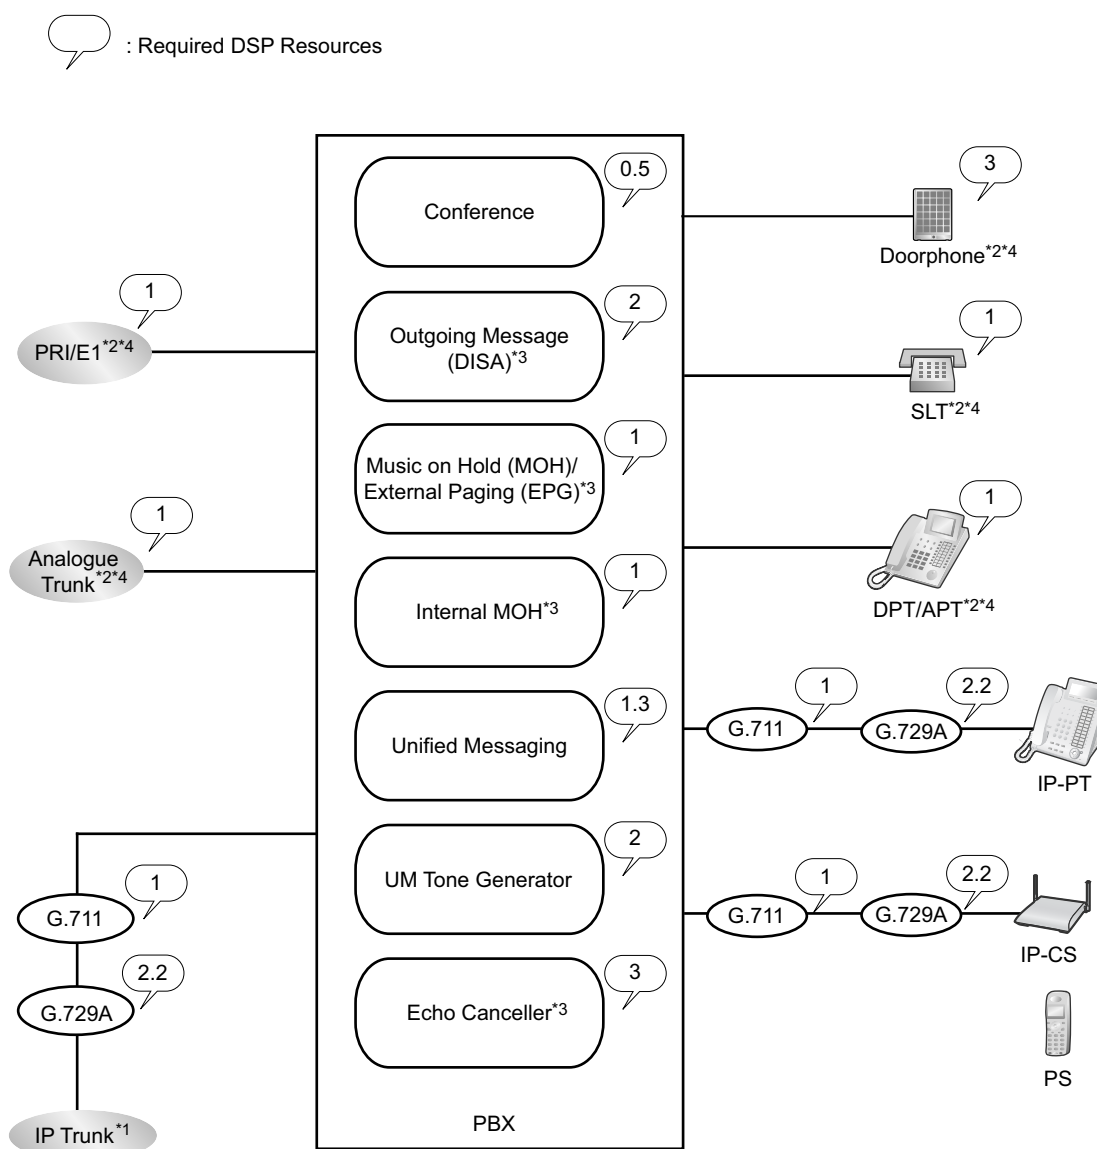 : Required DSP Resources
0.5
Conference
3
Doorphone*2*4
1
PRI/E1*2*4
2
Outgoing Message
(DISA)*3
1
SLT*2*4
1
Music on Hold (MOH)/
External Paging (EPG)*3
1
Analogue
Trunk*2*4
1
DPT/APT*2*4
1
Internal MOH*3
1.3
Unified Messaging
1
G.711
2.2
G.729A
IP-PT
2
UM Tone Generator
1
G.711
2.2
G.729A
IP-CS
1
G.711
2.2
G.729A
3
Echo Canceller*3
PS
IP Trunk*1
PBX